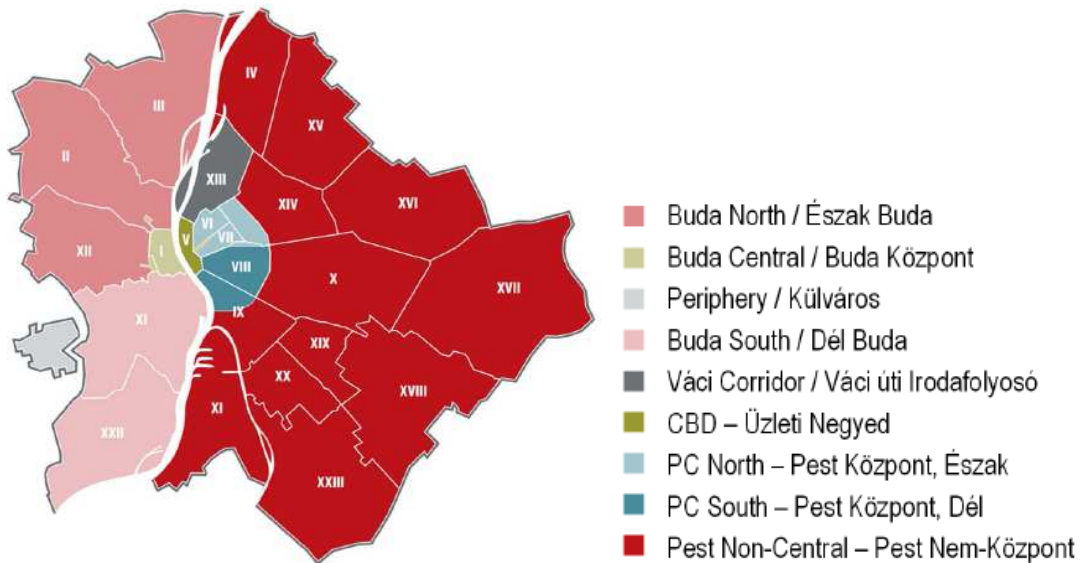 IV
III
XV
II
XIII
XIV
XVI
VI
XII
V
VII
I
VIII
X
XVII
XI
IX
XIX
XX
XVIII
XI
XXII
XXIII
Buda North / Észak Buda
Buda Central / Buda Központ
Periphery / Külváros
Buda South / Dél Buda
Váci Corridor / Váci úti Irodafolyosó
CBD – Üzleti Negyed
PC North – Pest Központ, Észak
PC South – Pest Központ, Dél
Pest Non-Central – Pest Nem-Központ